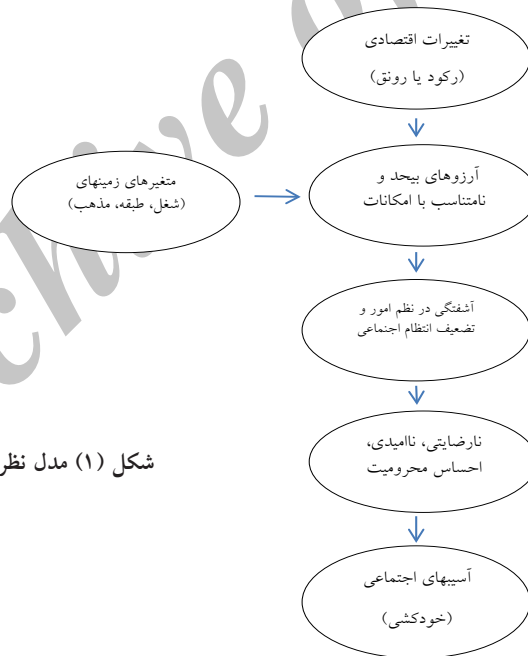 تغییرات اقتصادی
(رکود یا رونق)
آرزوهای بیحد و
نامتناسب با امکانات
متغیرهای زمینهای
(شغل، طبقه، مذهب)
آشفتگی در نظم امور و
تضعیف انتظام اجتماعی
نارضایتی، ناامیدی،
احساس محرومیت
شکل (۱) مدل نظر
آسیبهای اجتماعی
(خودکشی)